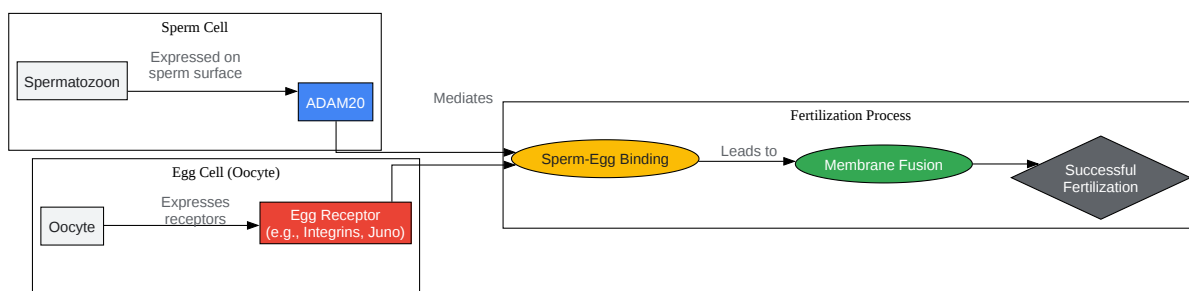 Sperm Cell
Spermatozoon
Expressed on
sperm surface
ADAM20
Egg Cell (Oocyte)
Oocyte
Expresses
receptors
Egg Receptor
(e.g., Integrins, Juno)
Mediates
Fertilization Process
Sperm-Egg Binding
Leads to
Membrane Fusion
Successful
Fertilization